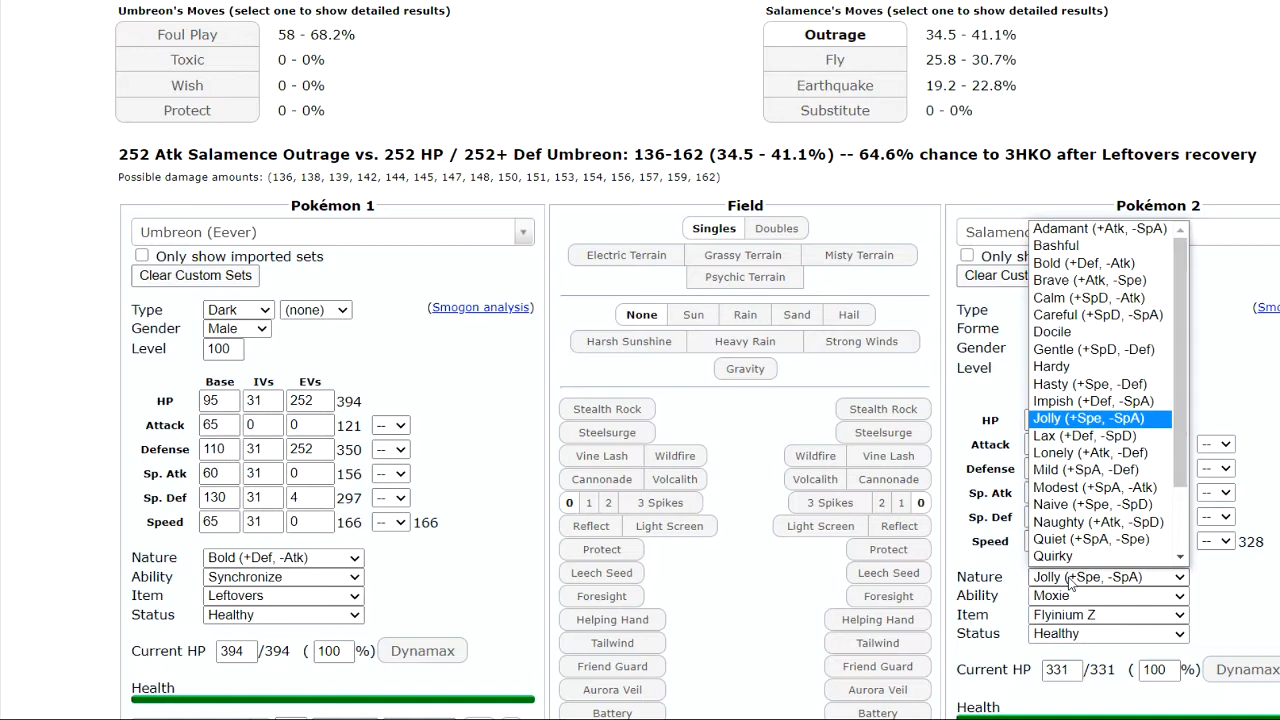 Umbreon's Moves (select one to show detailed results)
Foul Play 58 - 68.2%
Toxic 0 - 0%
Wish 0 - 0%
Protect 0 - 0%
Salamence's Moves (select one to show detailed results)
Outrage 34.5 - 41.1%
Fly 25.8 - 30.7%
Earthquake 19.2 - 22.8%
Substitute 0 - 0%
252 Atk Salamence Outrage vs. 252 HP / 252+ Def Umbreon: 136-162 (34.5 - 41.1%) -- 64.6% chance to 3HKO after Leftovers recovery
Possible damage amounts: (136, 138, 139, 142, 144, 145, 147, 148, 150, 151, 153, 154, 156, 157, 159, 162)
Pokémon 1
Umbreon (Eever)
Only show imported sets
Clear Custom Sets
Type Dark (none) (Smogon analysis)
Gender Male
Level 100
Base IVs EVs
HP 95 31 252 394
Attack 65 0 0 121 --
Defense 110 31 252 350 --
Sp. Atk 60 31 0 156 --
Sp. Def 130 31 4 297 --
Speed 65 31 0 166 -- 166
Nature Bold (+Def, -Atk)
Ability Synchronize
Item Leftovers
Status Healthy
Current HP 394 /394 ( 100 %) Dynamax
Health
Field
Singles Doubles
Electric Terrain Grassy Terrain Misty Terrain
Psychic Terrain
None Sun Rain Sand Hail
Harsh Sunshine Heavy Rain Strong Winds
Gravity
Stealth Rock Stealth Rock
Steelsurge Steelsurge
Vine Lash Wildfire Wildfire Vine Lash
Cannonade Volcalith Volcalith Cannonade
0 1 2 3 Spikes 3 Spikes 2 1 0
Reflect Light Screen Light Screen Reflect
Protect Protect
Leech Seed Leech Seed
Foresight Foresight
Helping Hand Helping Hand
Tailwind Tailwind
Friend Guard Friend Guard
Aurora Veil Aurora Veil
Battery Battery
Pokémon 2
Salamenc
Only sh
Clear Cust
Type (Smo
Forme
Gender
Level
HP
Attack --
Defense --
Sp. Atk --
Sp. Def --
Speed -- 328
Adamant (+Atk, -SpA)
Bashful
Bold (+Def, -Atk)
Brave (+Atk, -Spe)
Calm (+SpD, -Atk)
Careful (+SpD, -SpA)
Docile
Gentle (+SpD, -Def)
Hardy
Hasty (+Spe, -Def)
Impish (+Def, -SpA)
Jolly (+Spe, -SpA)
Lax (+Def, -SpD)
Lonely (+Atk, -Def)
Mild (+SpA, -Def)
Modest (+SpA, -Atk)
Naive (+Spe, -SpD)
Naughty (+Atk, -SpD)
Quiet (+SpA, -Spe)
Quirky
Nature Jolly (+Spe, -SpA)
Ability Moxie
Item Flyinium Z
Status Healthy
Current HP 331 /331 ( 100 %) Dynamax
Health